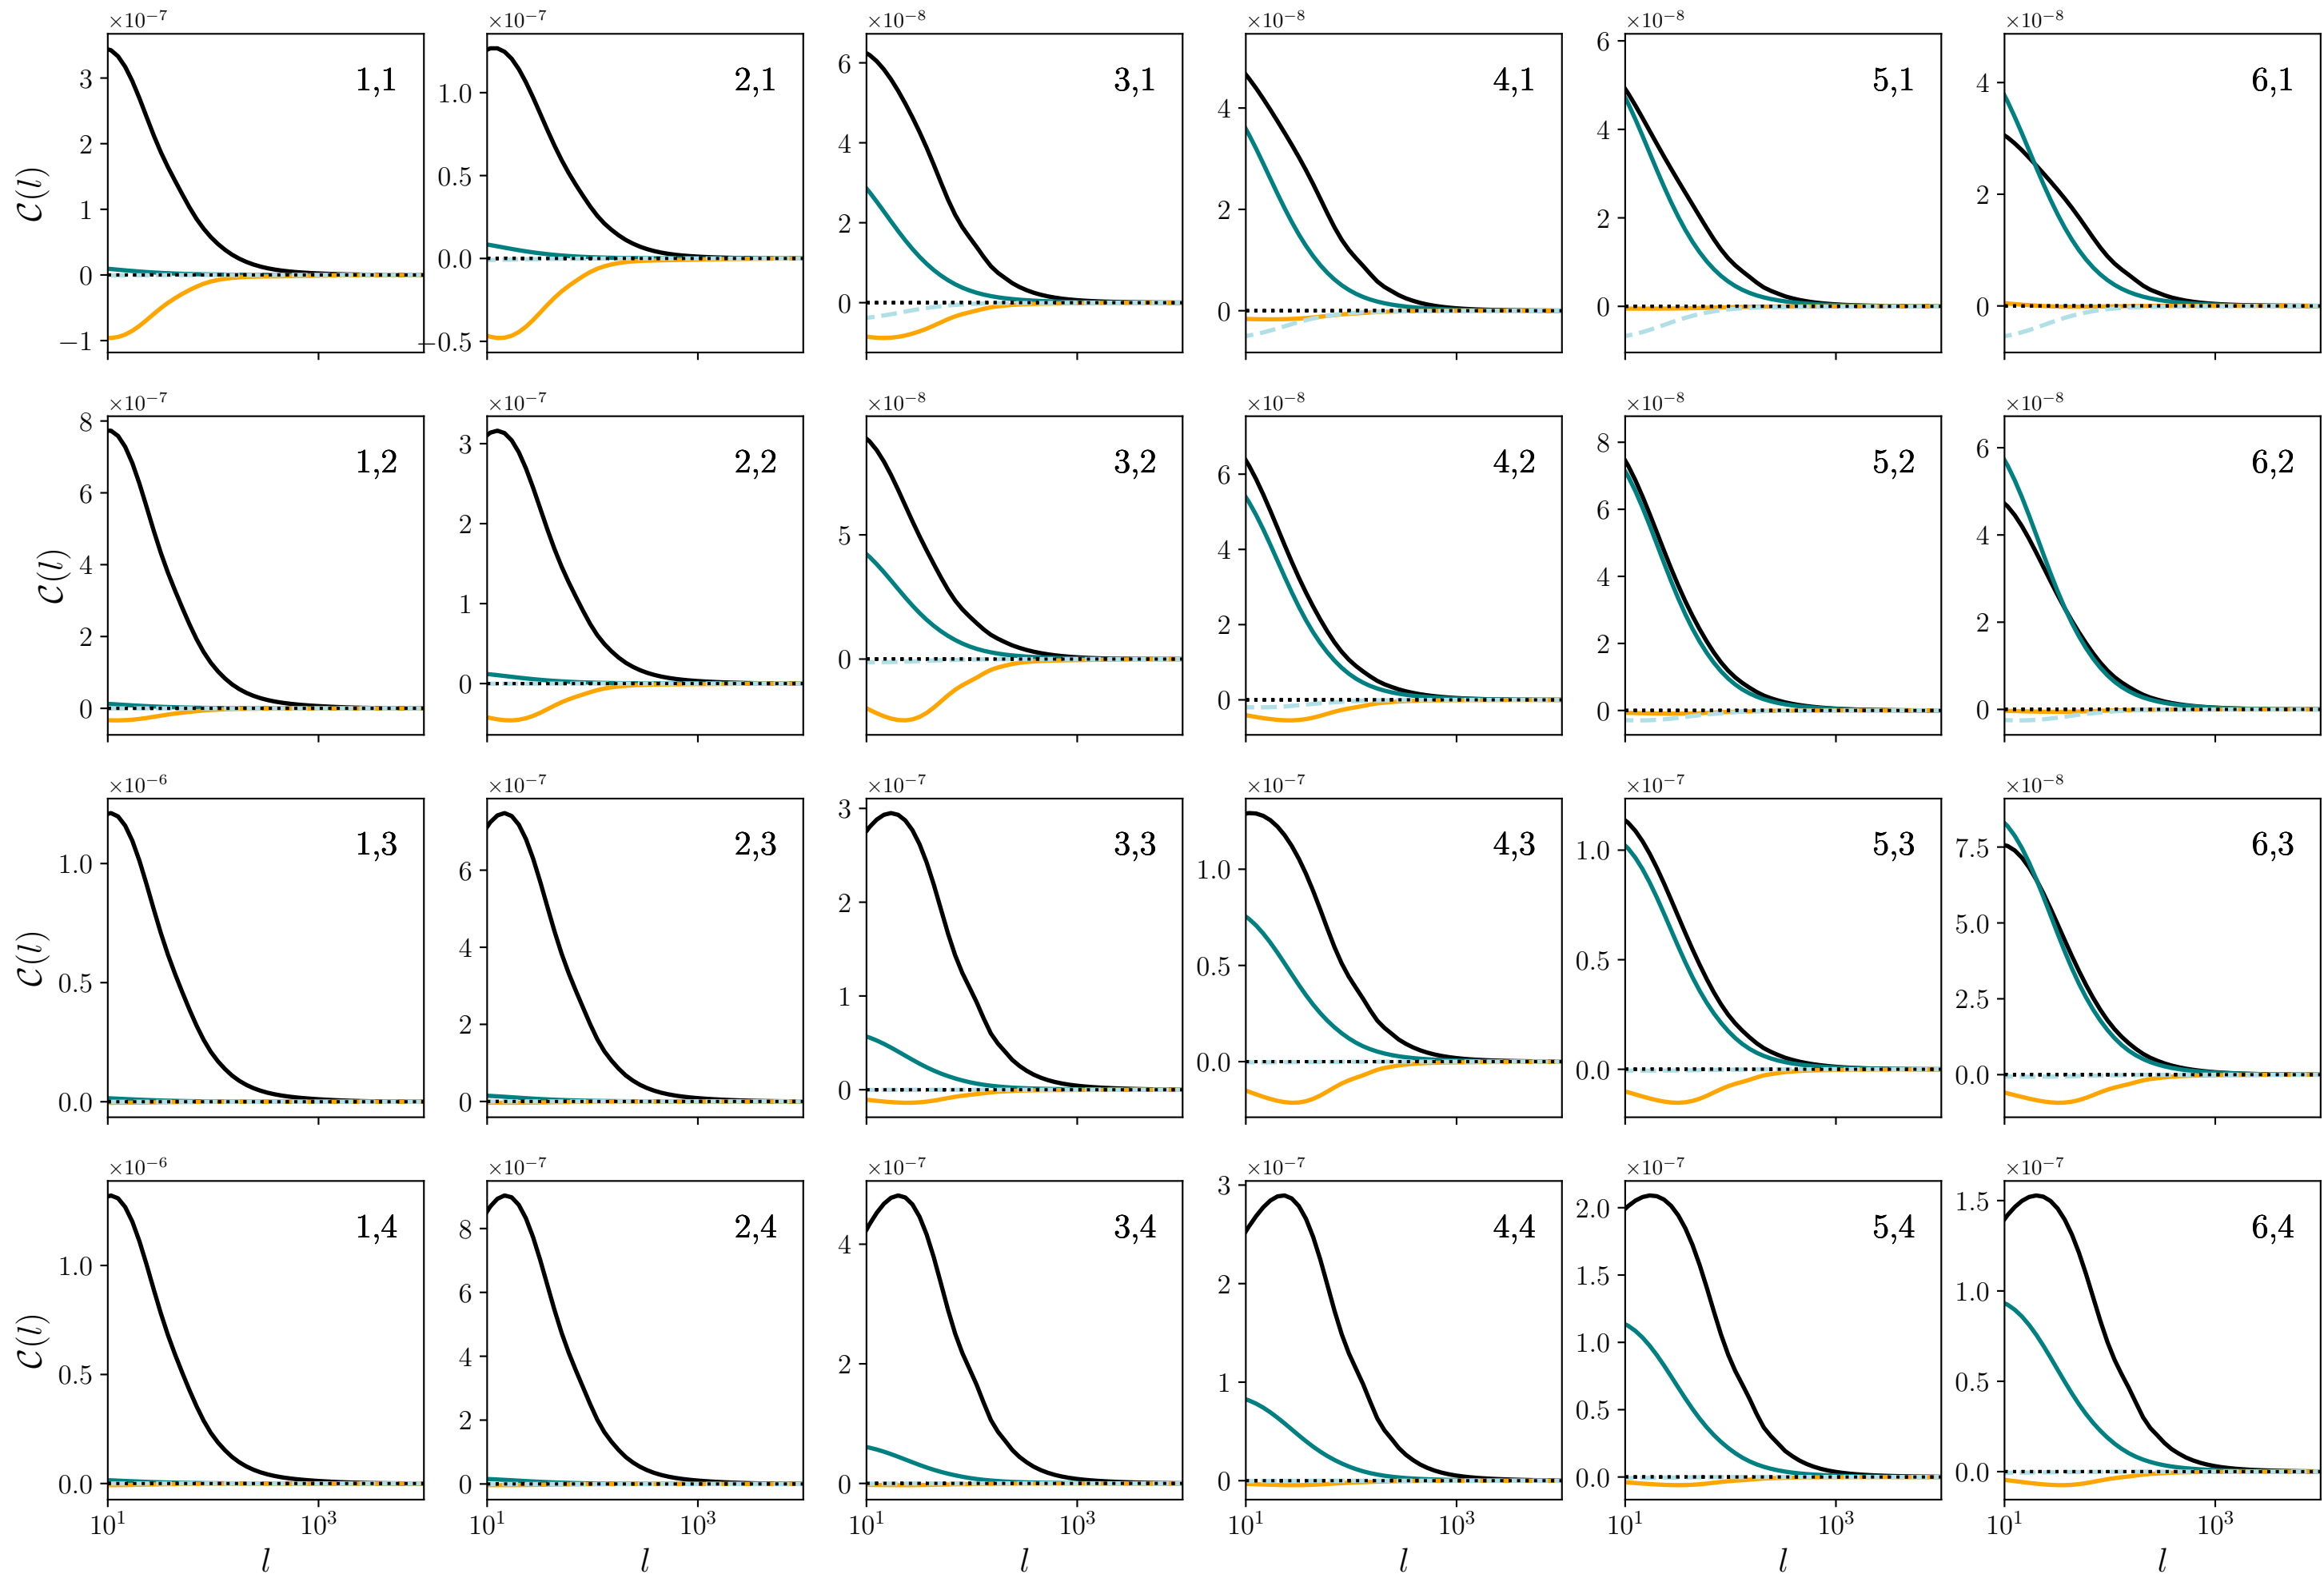 ×10⁻⁷ ×10⁻⁷ ×10⁻⁸ ×10⁻⁸ ×10⁻⁸ ×10⁻⁸
1,1 2,1 3,1 4,1 5,1 6,1
C(l)
3 2 1 0 −1
1.0 0.5 0.0 −0.5
6 4 2 0
4 2 0
6 4 2 0
4 2 0
×10⁻⁷ ×10⁻⁷ ×10⁻⁸ ×10⁻⁸ ×10⁻⁸ ×10⁻⁸
1,2 2,2 3,2 4,2 5,2 6,2
C(l)
8 6 4 2 0
3 2 1 0
5 0
6 4 2 0
8 6 4 2 0
6 4 2 0
×10⁻⁶ ×10⁻⁷ ×10⁻⁷ ×10⁻⁷ ×10⁻⁷ ×10⁻⁸
1,3 2,3 3,3 4,3 5,3 6,3
C(l)
1.0 0.5 0.0
6 4 2 0
3 2 1 0
1.0 0.5 0.0
1.0 0.5 0.0
7.5 5.0 2.5 0.0
×10⁻⁶ ×10⁻⁷ ×10⁻⁷ ×10⁻⁷ ×10⁻⁷ ×10⁻⁷
1,4 2,4 3,4 4,4 5,4 6,4
C(l)
1.0 0.5 0.0
8 6 4 2 0
4 2 0
3 2 1 0
2.0 1.5 1.0 0.5 0.0
1.5 1.0 0.5 0.0
10¹ 10³ 10¹ 10³ 10¹ 10³ 10¹ 10³ 10¹ 10³ 10¹ 10³
l l l l l l